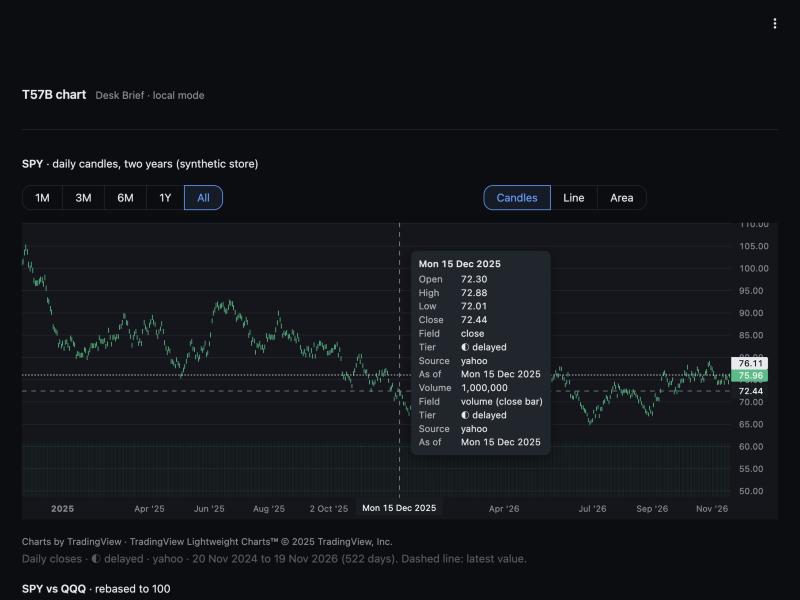 T57B chart Desk Brief · local mode
SPY · daily candles, two years (synthetic store)
1M 3M 6M 1Y All Candles Line Area
110.00
105.00
100.00
95.00
90.00
85.00
80.00
76.11
75.96
72.44
70.00
65.00
60.00
55.00
50.00
Mon 15 Dec 2025
Open 72.30
High 72.88
Low 72.01
Close 72.44
Field close
Tier ◐ delayed
Source yahoo
As of Mon 15 Dec 2025
Volume 1,000,000
Field volume (close bar)
Tier ◐ delayed
Source yahoo
As of Mon 15 Dec 2025
2025 Apr '25 Jun '25 Aug '25 2 Oct '25 Mon 15 Dec 2025 Apr '26 Jul '26 Sep '26 Nov '26
Charts by TradingView · TradingView Lightweight Charts™ © 2025 TradingView, Inc.
Daily closes · ◐ delayed · yahoo · 20 Nov 2024 to 19 Nov 2026 (522 days). Dashed line: latest value.
SPY vs QQQ · rebased to 100